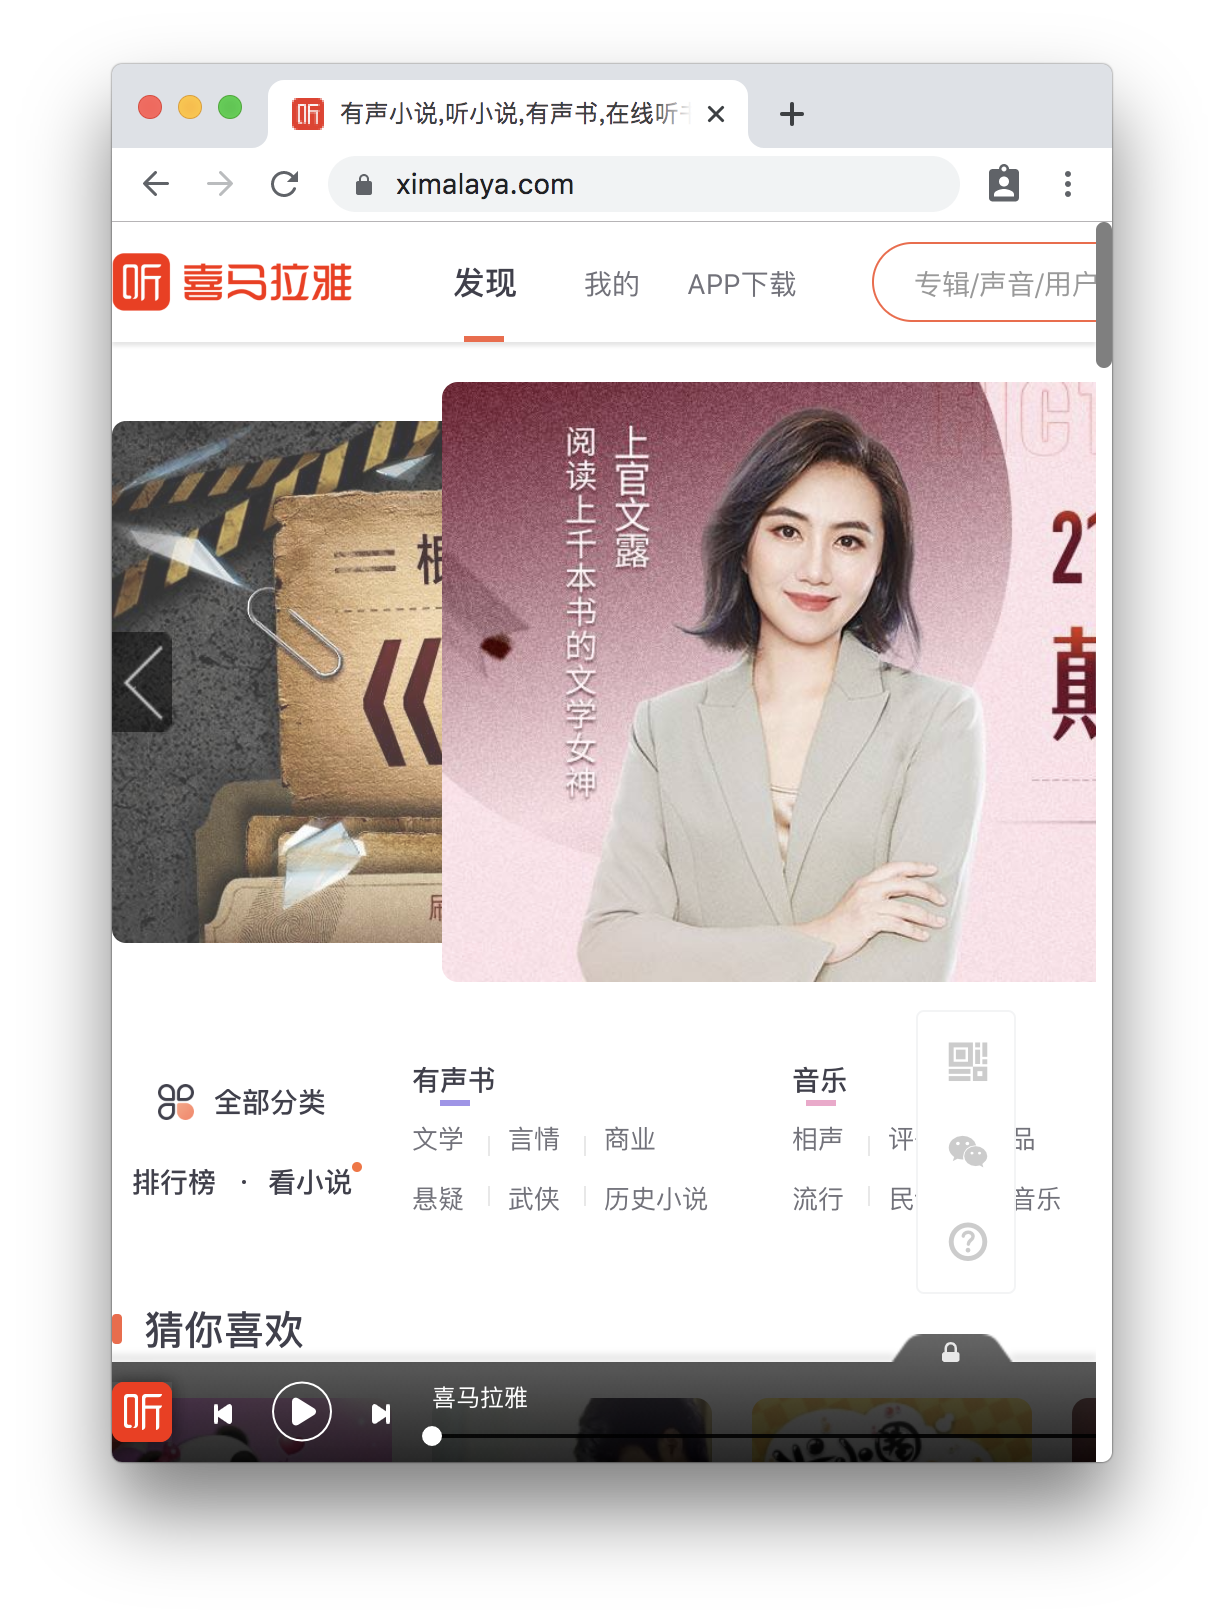 有声小说,听小说,有声书,在线听
ximalaya.com
听 喜马拉雅
发现 我的 APP下载 专辑/声音/用户
上官文露
阅读上千本书的文学女神
《
21
颠
全部分类
排行榜 · 看小说
有声书
文学 言情 商业
悬疑 武侠 历史小说
音乐
相声 评 品
流行 民 音乐
猜你喜欢
听 喜马拉雅